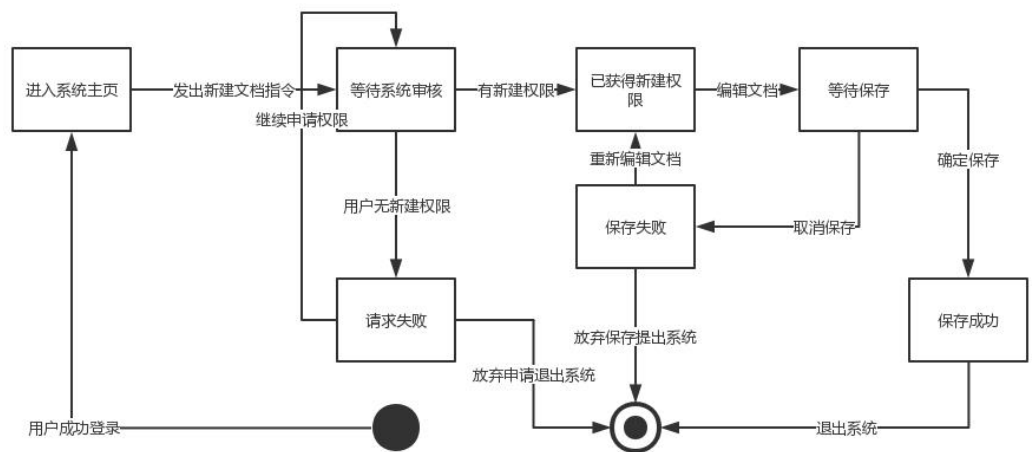 进入系统主页
发出新建文档指令
等待系统审核
有新建权限
已获得新建权
限
编辑文档
等待保存
继续申请权限
重新编辑文档
确定保存
用户无新建权限
保存失败
取消保存
请求失败
保存成功
放弃保存提出系统
放弃申请退出系统
用户成功登录
退出系统